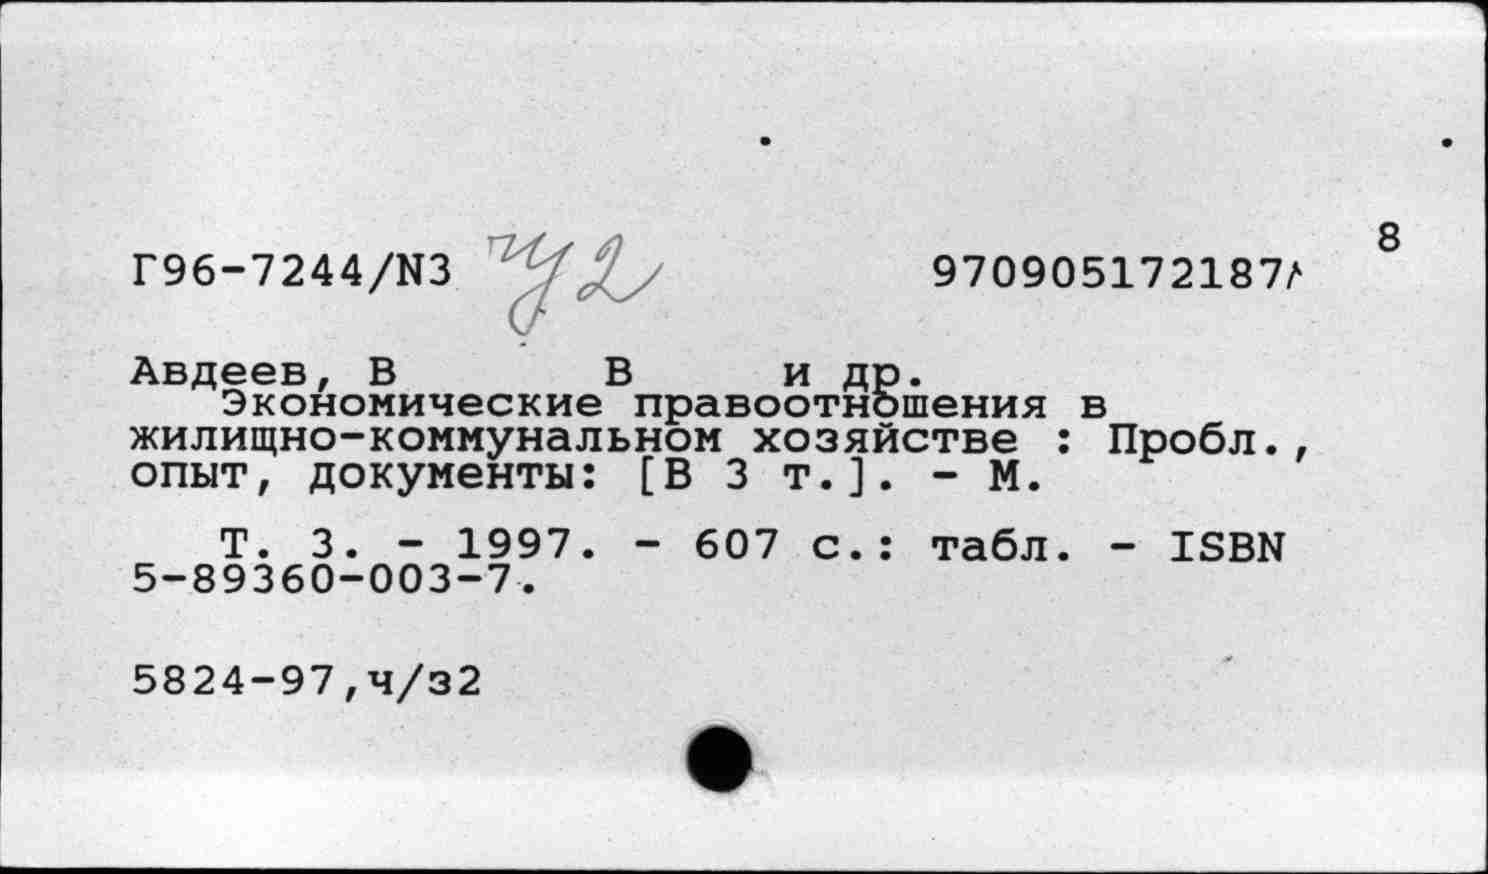 8
Г96-7244/N3 чу2 970905172187
Авдеев, В В и др.
Экономические правоотношения в
жилищно-коммунальном хозяйстве : Пробл.,
опыт, документы: [В 3 т.]. - М.
Т. 3. - 1997. - 607 с.: табл. - ISBN
5-89360-003-7.
5824-97,ч/з2